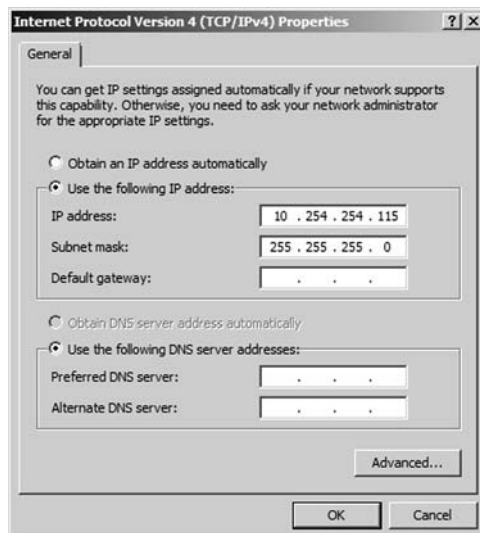 Internet Protocol Version 4 (TCP/IPv4) Properties ? X
General
You can get IP settings assigned automatically if your network supports
this capability. Otherwise, you need to ask your network administrator
for the appropriate IP settings.
Obtain an IP address automatically
Use the following IP address:
IP address: 10 . 254 . 254 . 115
Subnet mask: 255 . 255 . 255 . 0
Default gateway: . . .
Obtain DNS server address automatically
Use the following DNS server addresses:
Preferred DNS server: . . .
Alternate DNS server: . . .
Advanced...
OK Cancel